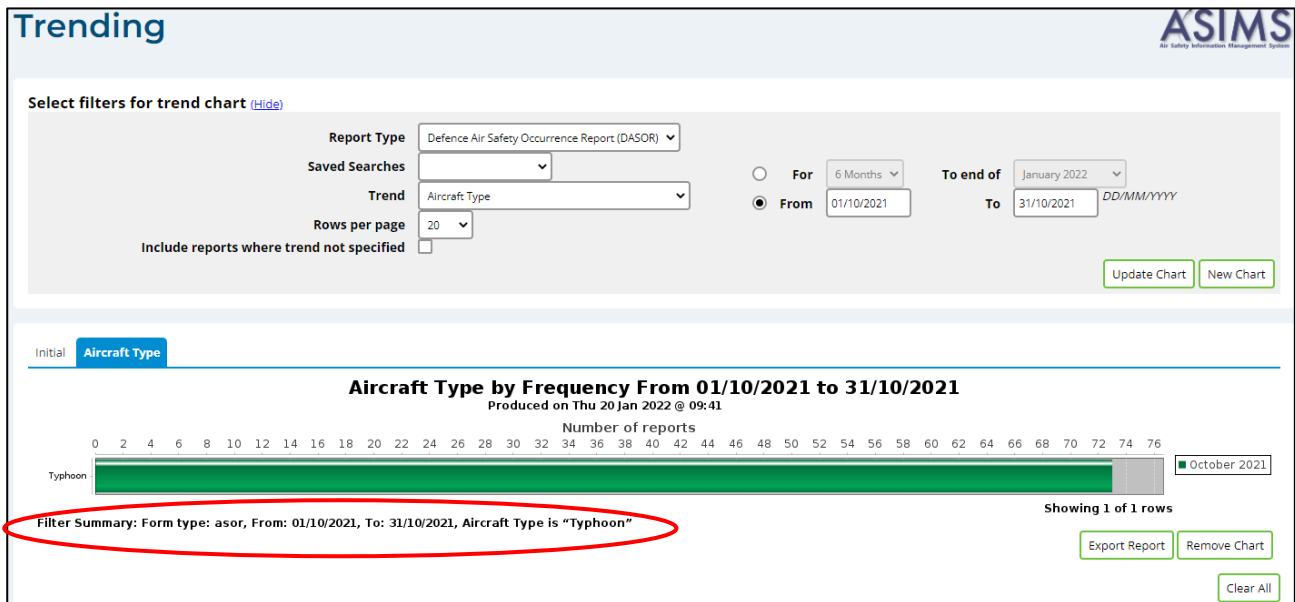 Trending
ASIMS
Air Safety Information Management System
Select filters for trend chart (Hide)
Report Type Defence Air Safety Occurrence Report (DASOR)
Saved Searches
For 6 Months To end of January 2022
Trend Aircraft Type
From 01/10/2021 To 31/10/2021 DD/MM/YYYY
Rows per page 20
Include reports where trend not specified
Update Chart New Chart
Initial Aircraft Type
Aircraft Type by Frequency From 01/10/2021 to 31/10/2021
Produced on Thu 20 Jan 2022 @ 09:41
Number of reports
0 2 4 6 8 10 12 14 16 18 20 22 24 26 28 30 32 34 36 38 40 42 44 46 48 50 52 54 56 58 60 62 64 66 68 70 72 74 76
Typhoon
October 2021
Showing 1 of 1 rows
Filter Summary: Form type: asor, From: 01/10/2021, To: 31/10/2021, Aircraft Type is “Typhoon”
Export Report Remove Chart
Clear All